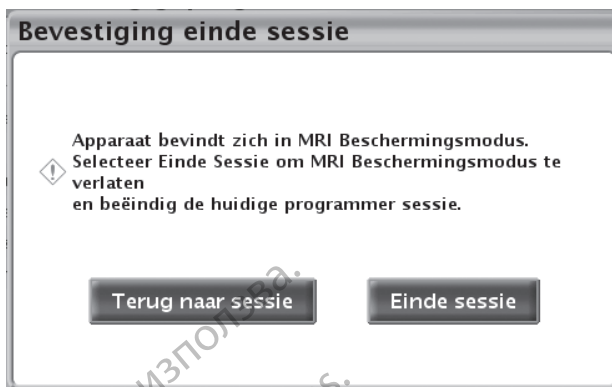 Bevestiging einde sessie
Apparaat bevindt zich in MRI Beschermingsmodus.
Selecteer Einde Sessie om MRI Beschermingsmodus te
verlaten
en beëindig de huidige programmer sessie.
Terug naar sessie
Einde sessie
използва.
s.